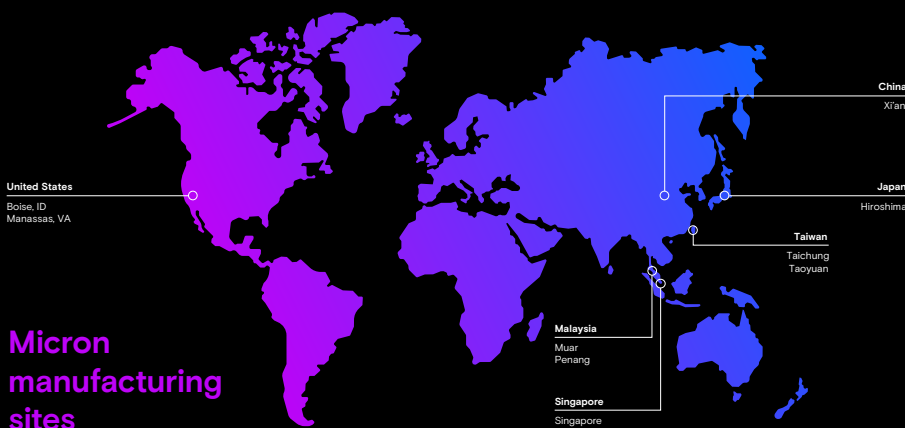 China
Xi'an
United States
Boise, ID
Manassas, VA
Japan
Hiroshima
Taiwan
Taichung
Taoyuan
Malaysia
Muar
Penang
Singapore
Singapore
Micron
manufacturing
sites